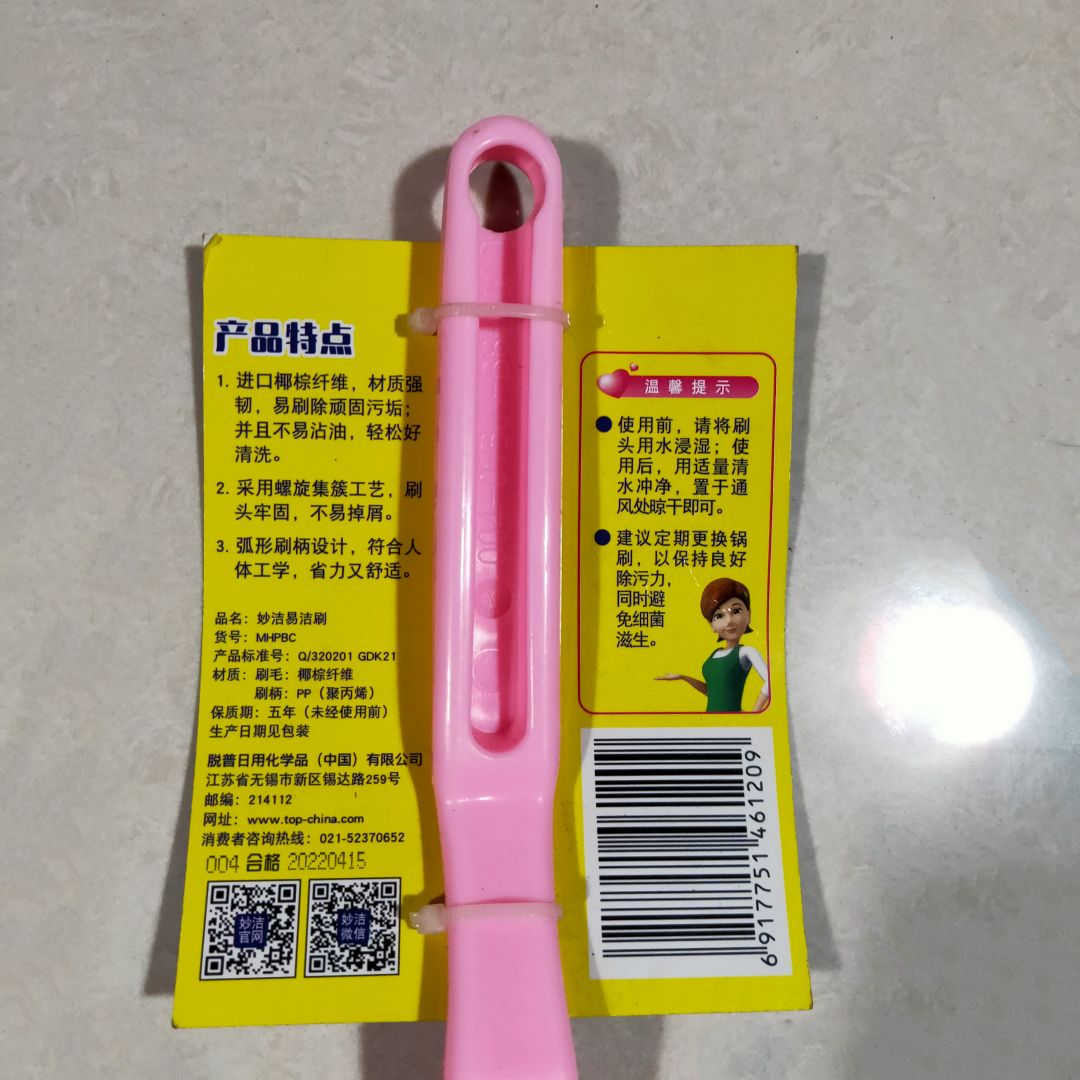 产品特点
1. 进口椰棕纤维，材质强
韧，易刷除顽固污垢；
并且不易沾油，轻松好
清洗。
2. 采用螺旋集簇工艺，刷
头牢固，不易掉屑。
3. 弧形刷柄设计，符合人
体工学，省力又舒适。
品名：妙洁易洁刷
货号：MHPBC
产品标准号：Q/320201 GDK21
材质：刷毛：椰棕纤维
刷柄：PP（聚丙烯）
保质期：五年（未经使用前）
生产日期见包装
脱普日用化学品（中国）有限公司
江苏省无锡市新区锡达路259号
邮编：214112
网址：www.top-china.com
消费者咨询热线：021-52370652
004 合格 20220415
妙洁
官网
妙洁
微信
温馨提示
● 使用前，请将刷
头用水浸湿；使
用后，用适量清
水冲净，置于通
风处晾干即可。
● 建议定期更换锅
刷，以保持良好
除污力，
同时避
免细菌
滋生。
6 917751 461209